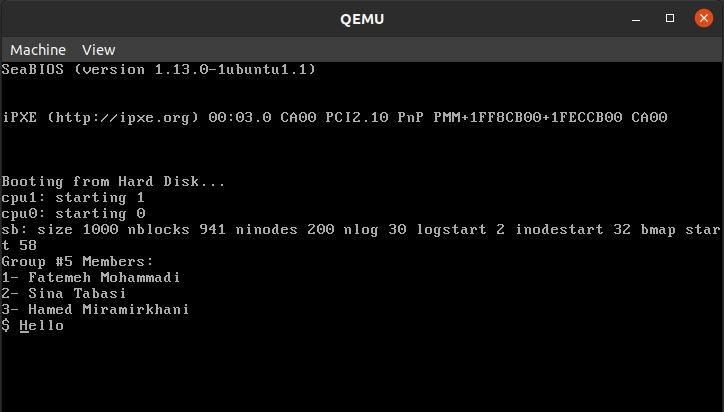 QEMU
Machine View
SeaBIOS (version 1.13.0-1ubuntu1.1)
iPXE (http://ipxe.org) 00:03.0 CA00 PCI2.10 PnP PMM+1FF8CB00+1FECCB00 CA00
Booting from Hard Disk...
cpu1: starting 1
cpu0: starting 0
sb: size 1000 nblocks 941 ninodes 200 nlog 30 logstart 2 inodestart 32 bmap star
t 58
Group #5 Members:
1- Fatemeh Mohammadi
2- Sina Tabasi
3- Hamed Miramirkhani
$ Hello